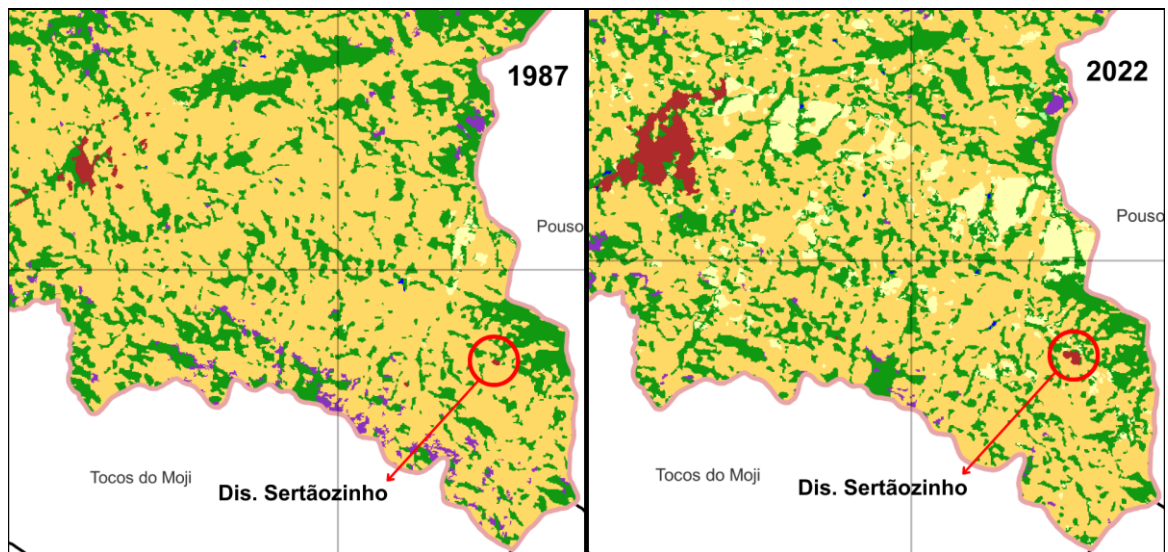 1987
Pouso
Tocos do Moji
Dis. Sertãozinho
2022
Pouso
Tocos do Moji
Dis. Sertãozinho